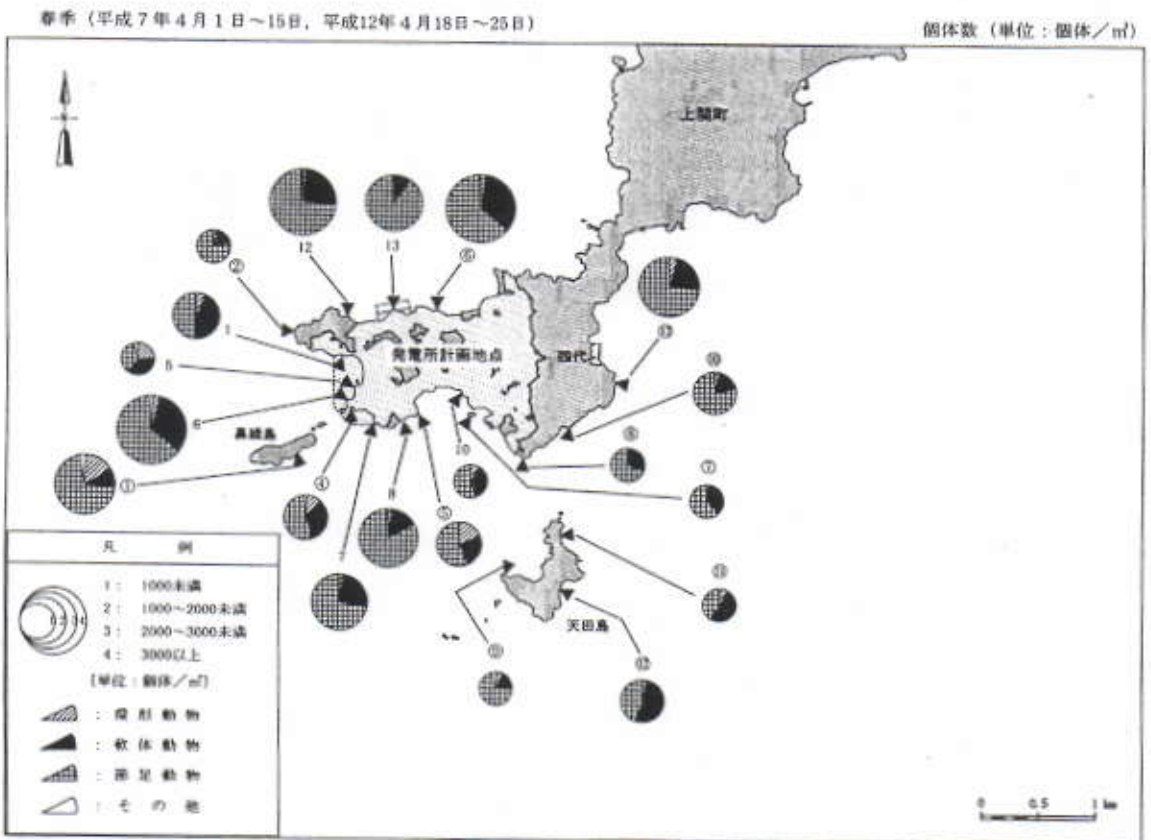 春季 (平成7年4月1日～15日, 平成12年4月18日～25日)
個体数 (単位：個体／㎡)
上関町
12
13
⑥
②
1
発電所計画地点
四代
⑬
5
⑩
6
鼻繰島
10
⑧
①
④
8
⑤
⑦
7
⑪
天田島
⑨
⑫
凡 例
1 : 1000未満
2 : 1000～2000未満
3 : 2000～3000未満
4 : 3000以上
[単位：個体／㎡]
: 環形動物
: 軟体動物
: 節足動物
: その他
0 0.5 1 km